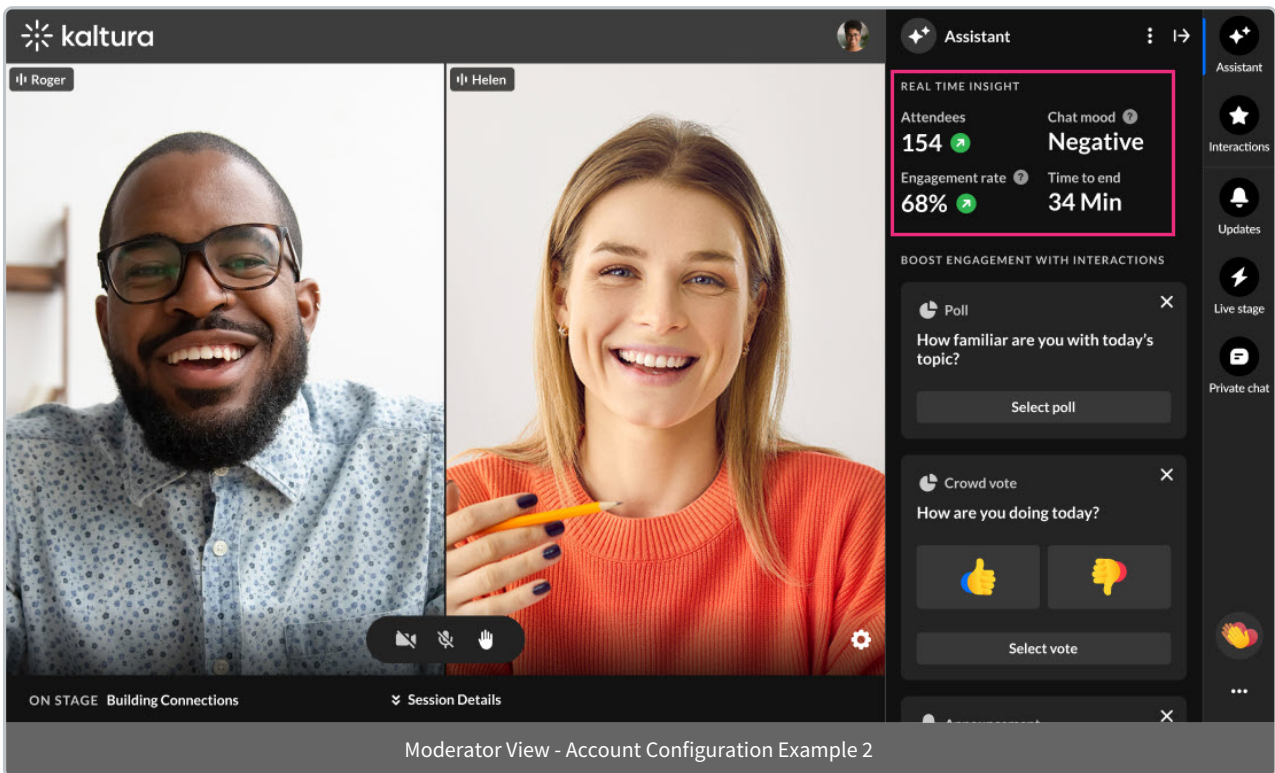 kaltura
Roger
Helen
Assistant
REAL TIME INSIGHT
Attendees
154
Chat mood ?
Negative
Engagement rate ?
68%
Time to end
34 Min
BOOST ENGAGEMENT WITH INTERACTIONS
Poll
How familiar are you with today's
topic?
Select poll
Crowd vote
How are you doing today?
Select vote
Announcement
Assistant
Interactions
Updates
Live stage
Private chat
ON STAGE Building Connections
Session Details
Moderator View - Account Configuration Example 2